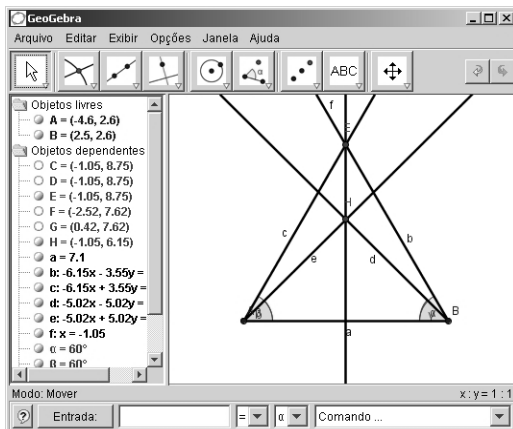 GeoGebra
Arquivo Editar Exibir Opções Janela Ajuda
ABC
Objetos livres
A = (-4.6, 2.6)
B = (2.5, 2.6)
Objetos dependentes
C = (-1.05, 8.75)
D = (-1.05, 8.75)
E = (-1.05, 8.75)
F = (-2.52, 7.62)
G = (0.42, 7.62)
H = (-1.05, 6.15)
a = 7.1
b: -6.15x - 3.55y =
c: -6.15x + 3.55y =
d: -5.02x - 5.02y =
e: -5.02x + 5.02y =
f: x = -1.05
α = 60°
β = 60°
f
E
H
c
b
e
d
B
a
Modo: Mover
x : y = 1 : 1
Entrada:
=
α
Comando ...